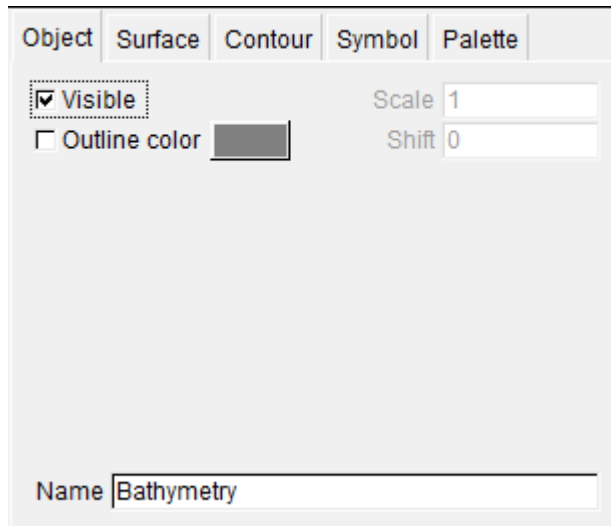 Object Surface Contour Symbol Palette
Visible Scale 1
Outline color Shift 0
Name Bathymetry